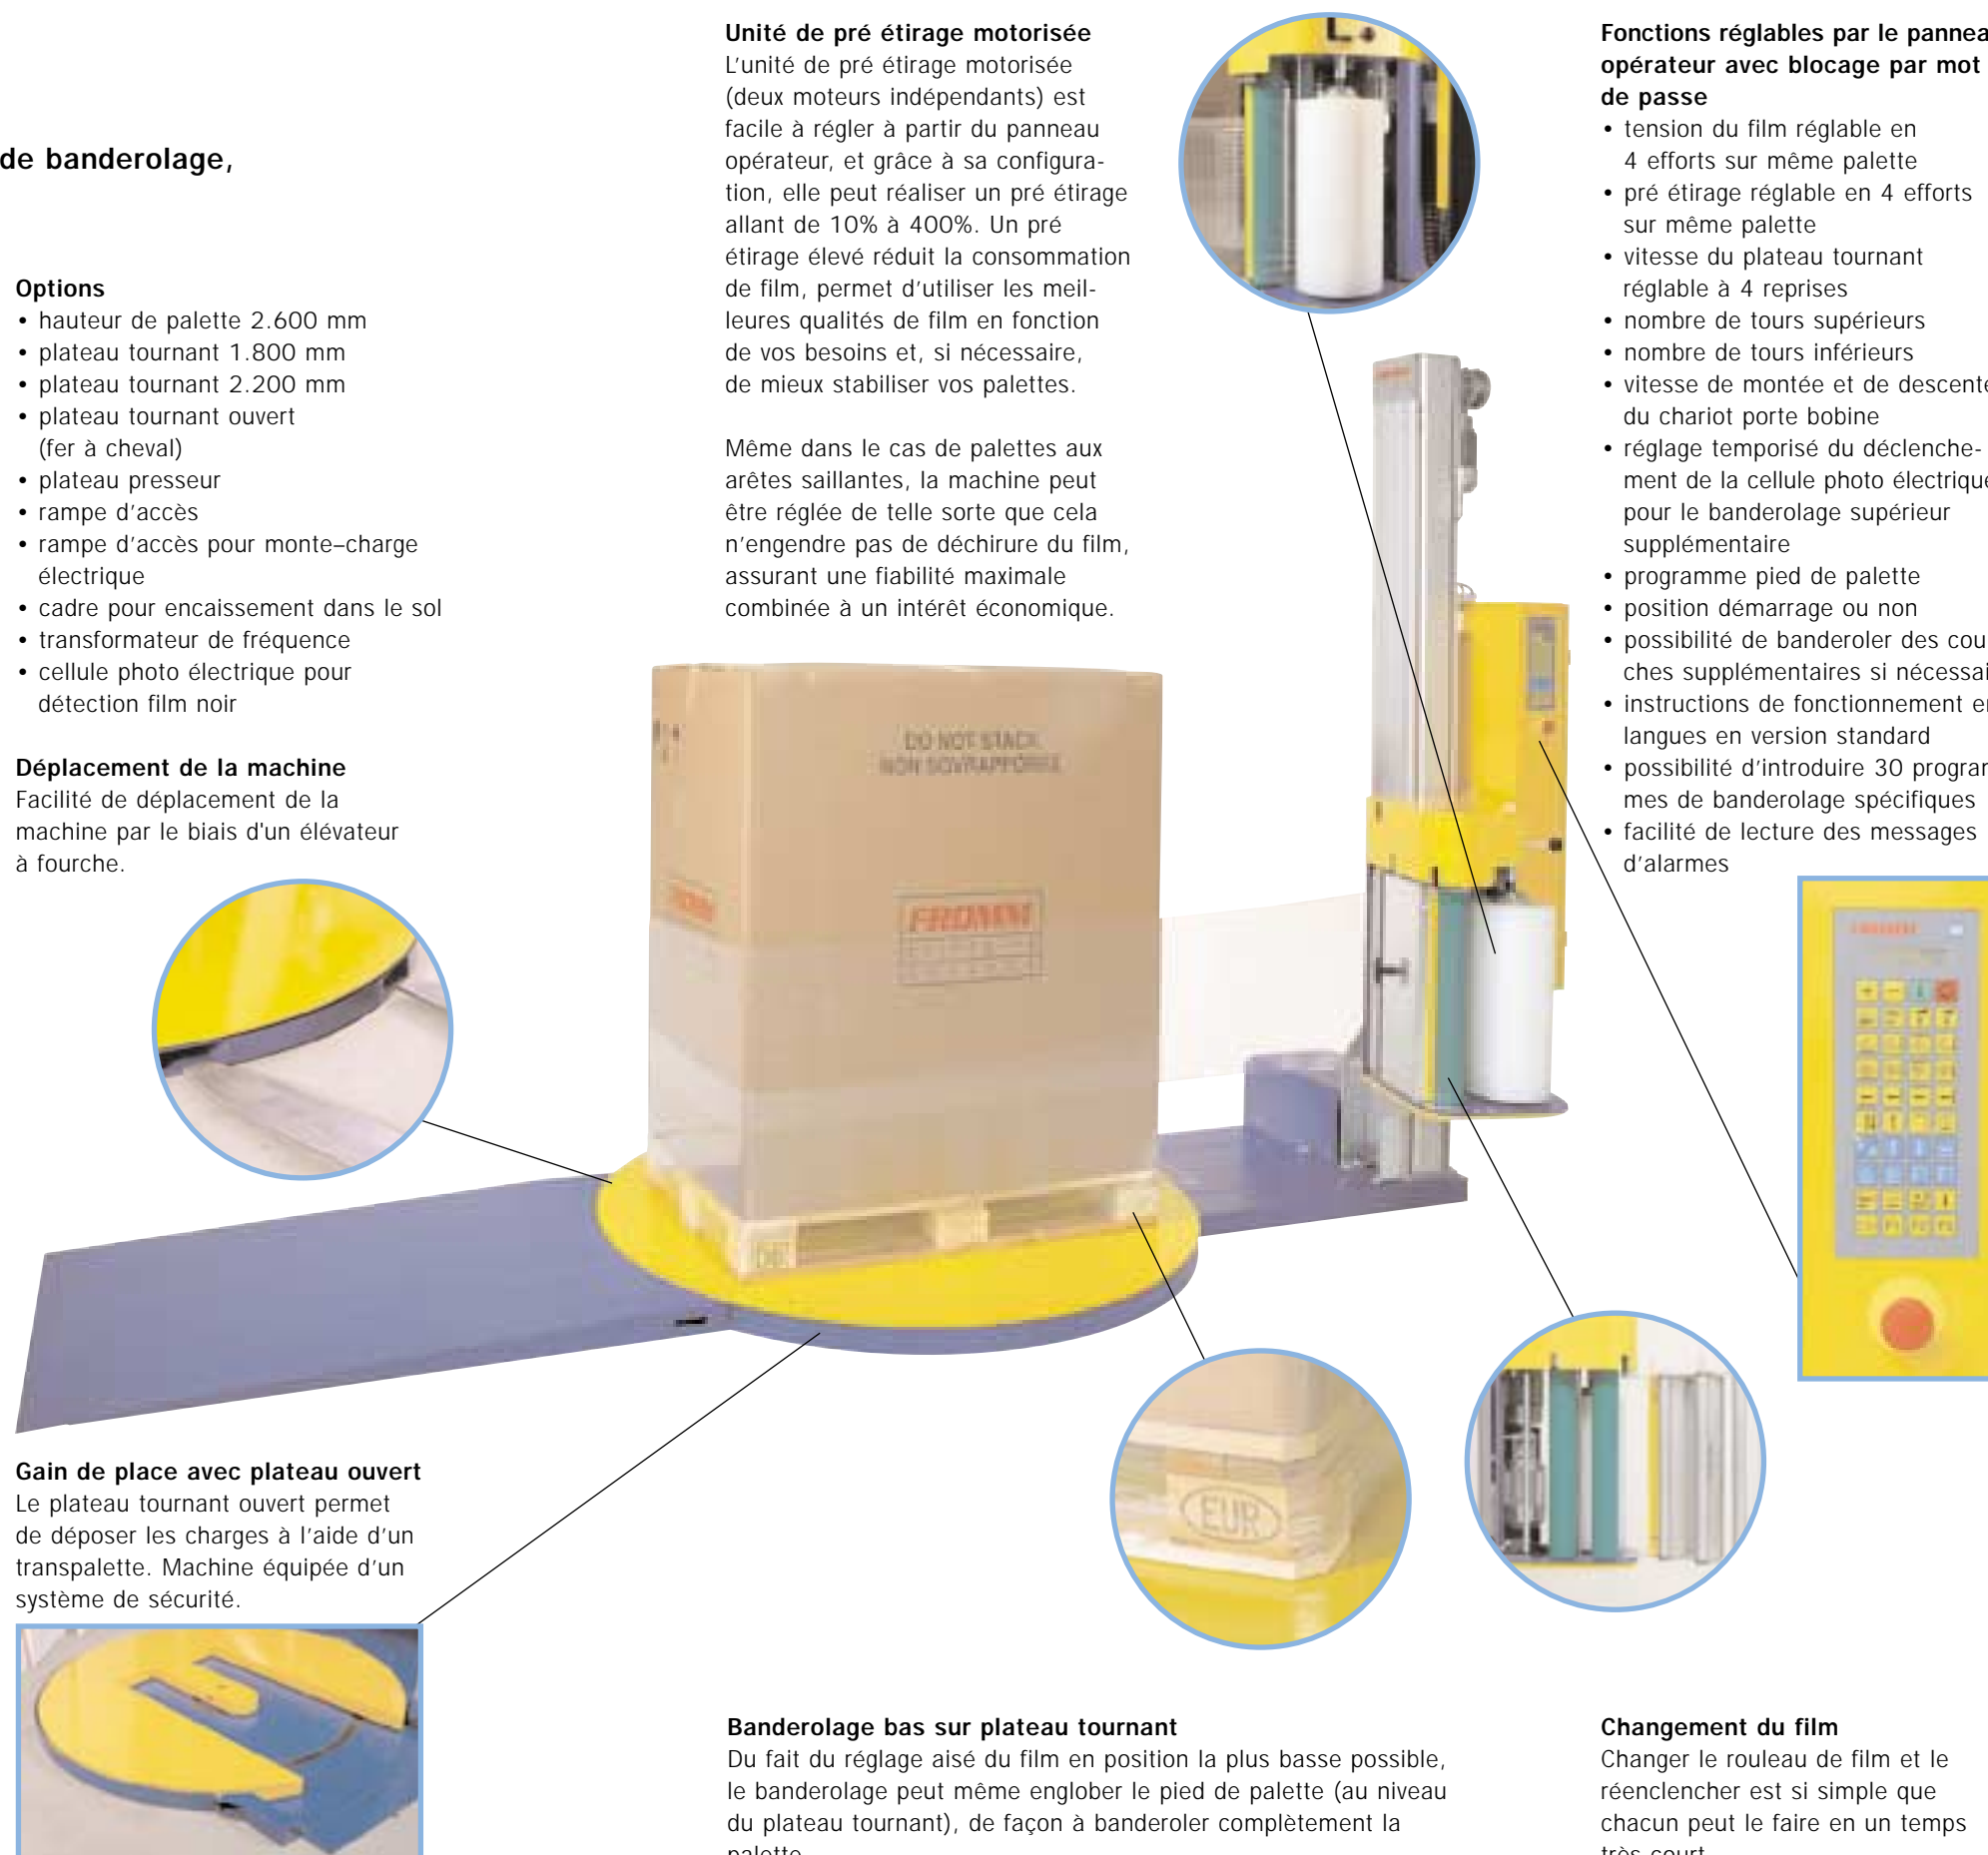 de banderolage,
Options
• hauteur de palette 2.600 mm
• plateau tournant 1.800 mm
• plateau tournant 2.200 mm
• plateau tournant ouvert
(fer à cheval)
• plateau presseur
• rampe d’accès
• rampe d’accès pour monte–charge
électrique
• cadre pour encaissement dans le sol
• transformateur de fréquence
• cellule photo électrique pour
détection film noir
Déplacement de la machine
Facilité de déplacement de la
machine par le biais d'un élévateur
à fourche.
Gain de place avec plateau ouvert
Le plateau tournant ouvert permet
de déposer les charges à l’aide d’un
transpalette. Machine équipée d’un
système de sécurité.
Unité de pré étirage motorisée
L’unité de pré étirage motorisée
(deux moteurs indépendants) est
facile à régler à partir du panneau
opérateur, et grâce à sa configura-
tion, elle peut réaliser un pré étirage
allant de 10% à 400%. Un pré
étirage élevé réduit la consommation
de film, permet d’utiliser les meil-
leures qualités de film en fonction
de vos besoins et, si nécessaire,
de mieux stabiliser vos palettes.
Même dans le cas de palettes aux
arêtes saillantes, la machine peut
être réglée de telle sorte que cela
n’engendre pas de déchirure du film,
assurant une fiabilité maximale
combinée à un intérêt économique.
DO NOT STACK
NON SOVRAPPORRE
FROMM
EUR
Banderolage bas sur plateau tournant
Du fait du réglage aisé du film en position la plus basse possible,
le banderolage peut même englober le pied de palette (au niveau
du plateau tournant), de façon à banderoler complètement la
palette
Fonctions réglables par le pannea
opérateur avec blocage par mot
de passe
• tension du film réglable en
4 efforts sur même palette
• pré étirage réglable en 4 efforts
sur même palette
• vitesse du plateau tournant
réglable à 4 reprises
• nombre de tours supérieurs
• nombre de tours inférieurs
• vitesse de montée et de descente
du chariot porte bobine
• réglage temporisé du déclenche-
ment de la cellule photo électrique
pour le banderolage supérieur
supplémentaire
• programme pied de palette
• position démarrage ou non
• possibilité de banderoler des cou
ches supplémentaires si nécessai
• instructions de fonctionnement en
langues en version standard
• possibilité d’introduire 30 program
mes de banderolage spécifiques
• facilité de lecture des messages
d’alarmes
FROMM
Changement du film
Changer le rouleau de film et le
réenclencher est si simple que
chacun peut le faire en un temps
très court